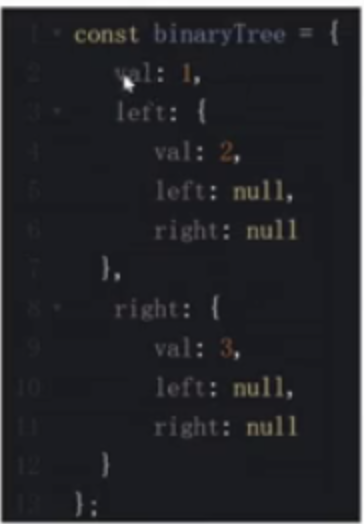 1 const binaryTree = {
2 val: 1,
3 left: {
4 val: 2,
5 left: null,
6 right: null
7 },
8 right: {
9 val: 3,
10 left: null,
11 right: null
12 }
13 };